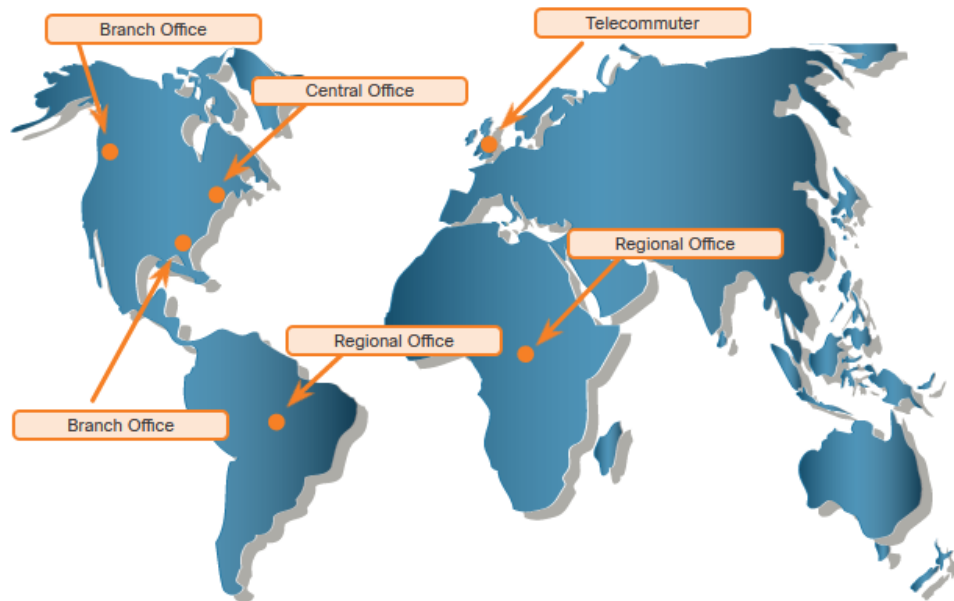 Branch Office
Telecommuter
Central Office
Regional Office
Regional Office
Branch Office